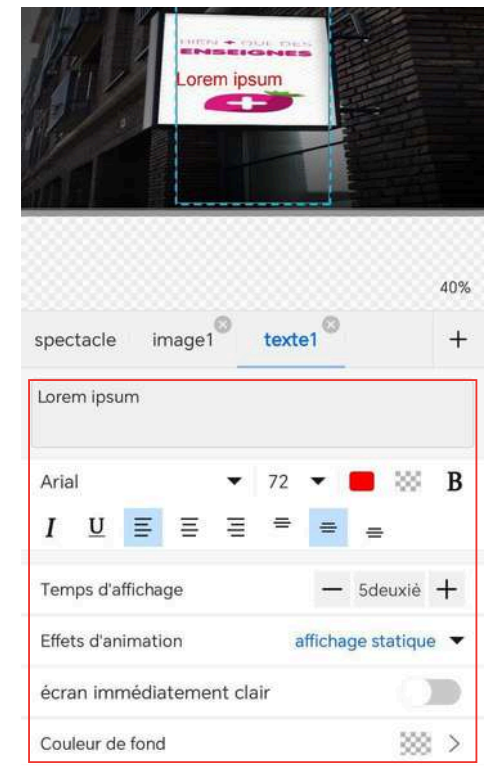 BIEN + QUE DES
ENSEIGNES
Lorem ipsum
40%
spectacle image1 texte1 +
Lorem ipsum
Arial 72 B
I U
Temps d'affichage — 5deuxiè +
Effets d'animation affichage statique
écran immédiatement clair
Couleur de fond